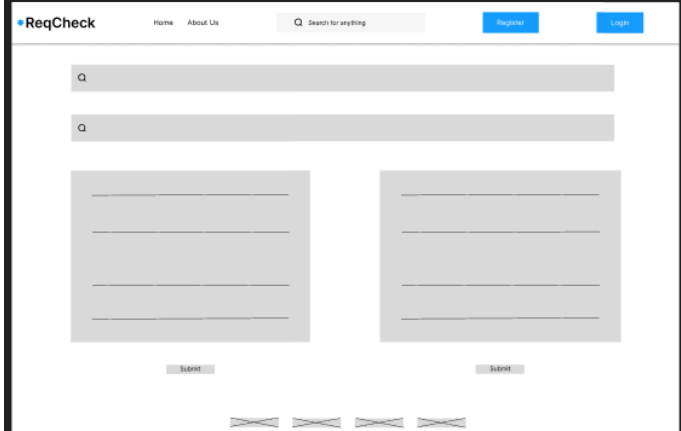 ReqCheck
Home
About Us
Search for anything
Register
Login
Submit
Submit